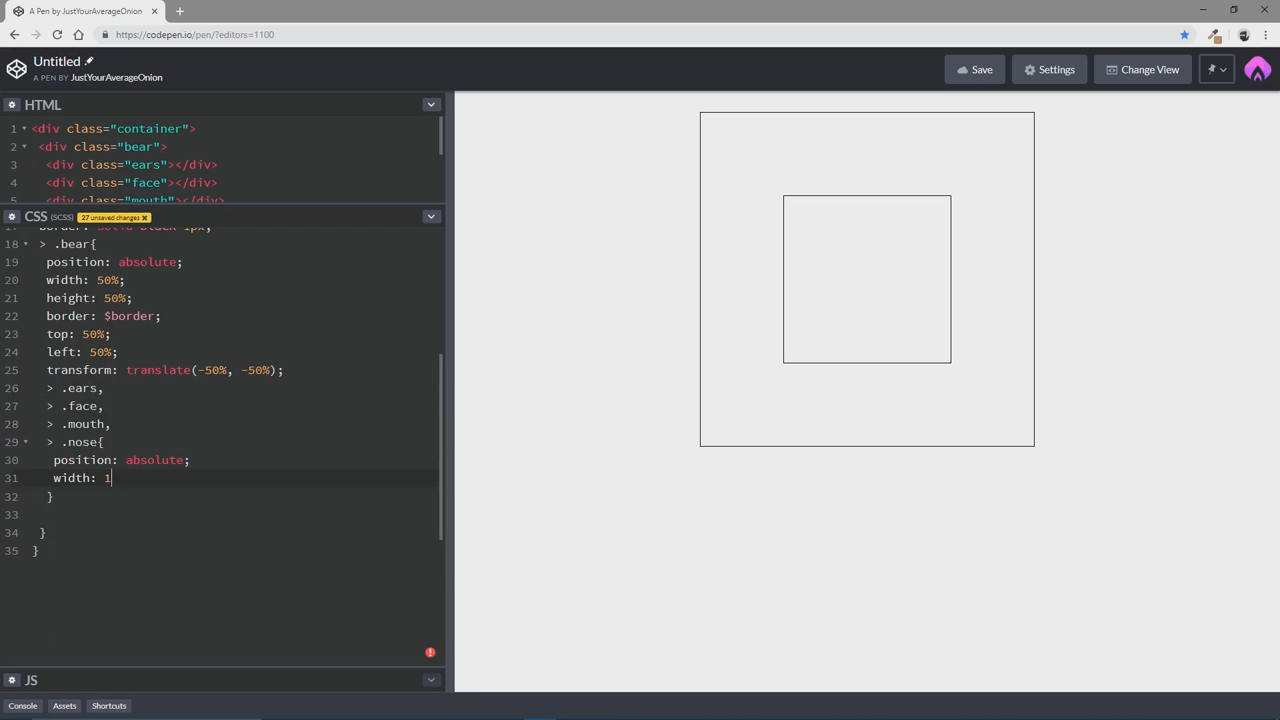 A Pen by JustYourAverageOnion
https://codepen.io/pen/?editors=1100
Untitled
A PEN BY JustYourAverageOnion
Save
Settings
Change View
HTML
1 <div class="container">
2 <div class="bear">
3 <div class="ears"></div>
4 <div class="face"></div>
5 <div class="mouth"></div>
CSS (SCSS) 27 unsaved changes ×
17 border: solid black 1px;
18 > .bear{
19 position: absolute;
20 width: 50%;
21 height: 50%;
22 border: $border;
23 top: 50%;
24 left: 50%;
25 transform: translate(-50%, -50%);
26 > .ears,
27 > .face,
28 > .mouth,
29 > .nose{
30 position: absolute;
31 width: 1
32 }
33
34 }
35 }
JS
Console Assets Shortcuts